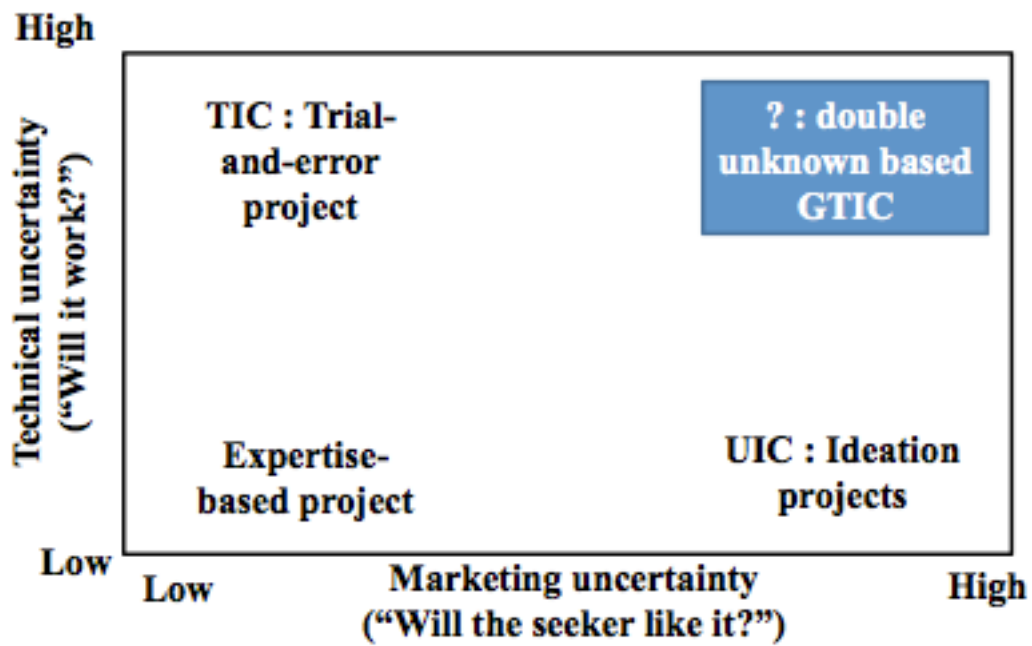 High
TIC : Trial-
and-error
project
? : double
unknown based
GTIC
Technical uncertainty
(“Will it work?”)
Expertise-
based project
UIC : Ideation
projects
Low
Low
Marketing uncertainty
(“Will the seeker like it?”)
High